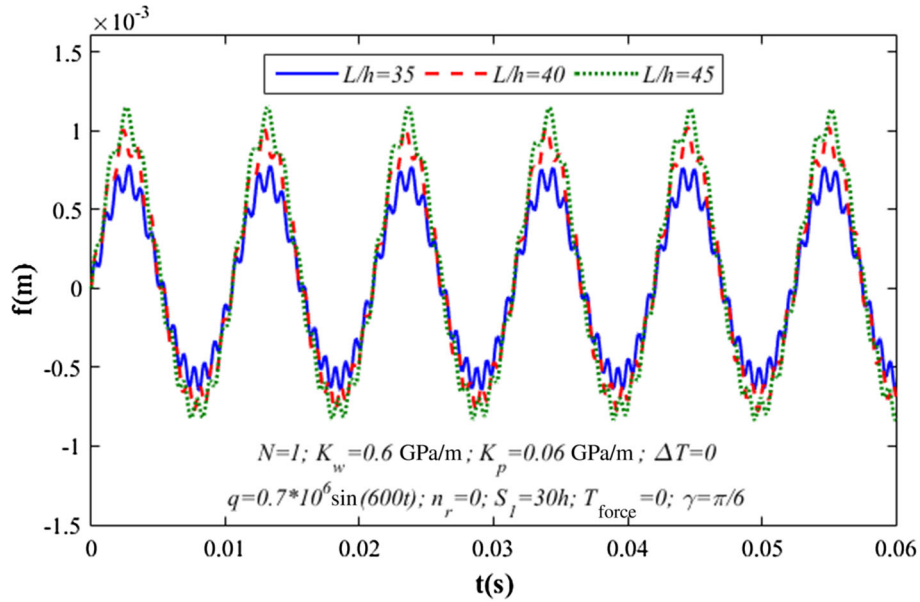 ×10⁻³
1.5
1
0.5
0
-0.5
-1
-1.5
f(m)
L/h=35 L/h=40 L/h=45
N=1; K_w=0.6 GPa/m ; K_p=0.06 GPa/m ; ΔT=0
q=0.7*10⁶sin(600t); n_r=0; S_l=30h; T_force=0; γ=π/6
0 0.01 0.02 0.03 0.04 0.05 0.06
t(s)